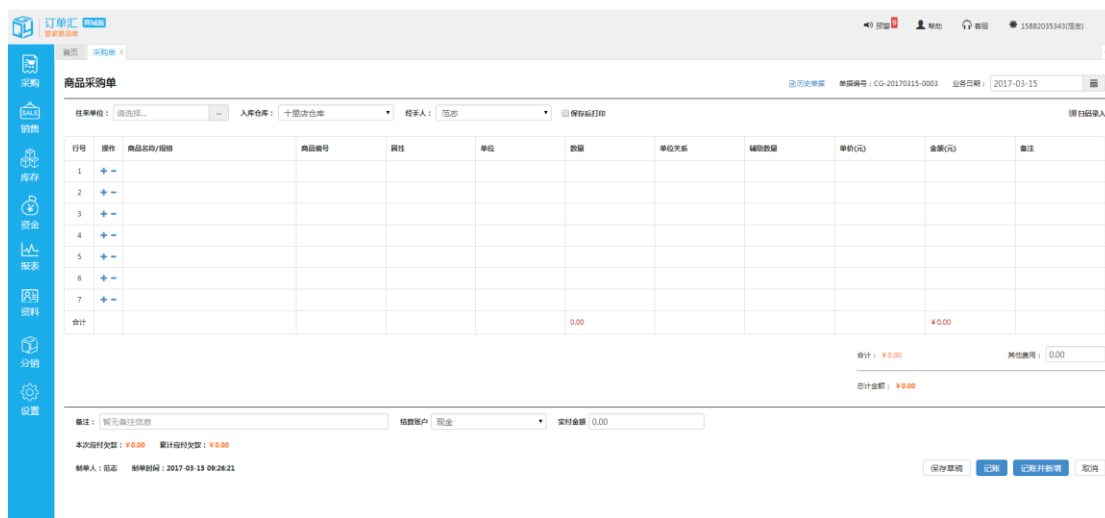 订单汇 商城版
管家婆品牌
预警 9 帮助 客服 15882035343(范志)
首页 采购单 ×
采购
销售
库存
资金
报表
资料
分销
设置
商品采购单
历史单据 单据编号：CG-20170315-0003 业务日期： 2017-03-15
往来单位： 请选择... ... 入库仓库： 十里店仓库 经手人： 范志 保存后打印 扫码录入
行号 操作 商品名称/规格 商品编号 属性 单位 数量 单位关系 辅助数量 单价(元) 金额(元) 备注
1 + −
2 + −
3 + −
4 + −
5 + −
6 + −
7 + −
合计 0.00 ￥0.00
合计： ￥0.00 其他费用： 0.00
总计金额： ￥0.00
备注： 暂无备注信息 结算账户 现金 实付金额 0.00
本次应付欠款：￥0.00 累计应付欠款：￥0.00
制单人：范志 制单时间：2017-03-15 09:26:21
保存草稿 记账 记账并新增 取消